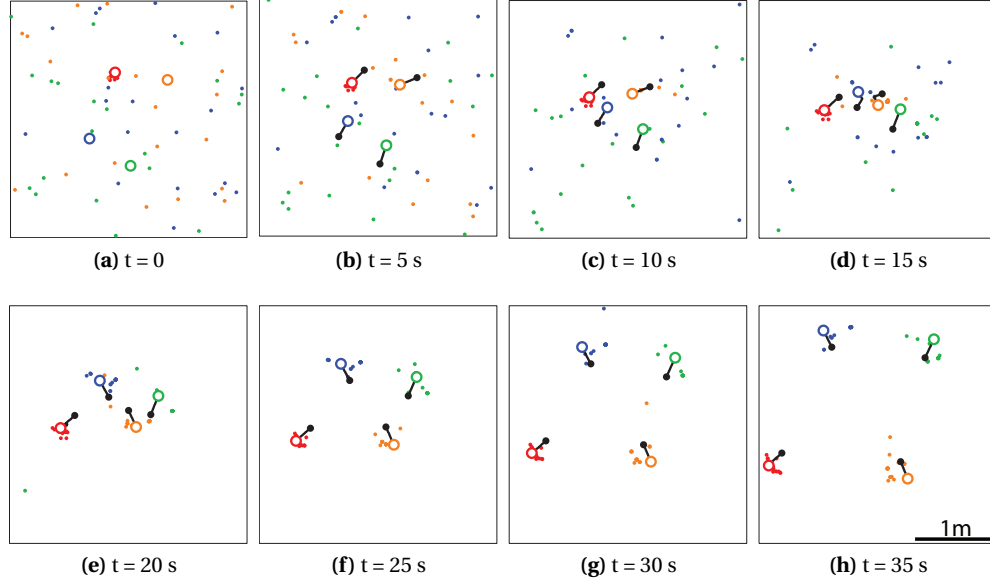 (a) t = 0
(b) t = 5 s
(c) t = 10 s
(d) t = 15 s
1m
(e) t = 20 s
(f) t = 25 s
(g) t = 30 s
(h) t = 35 s